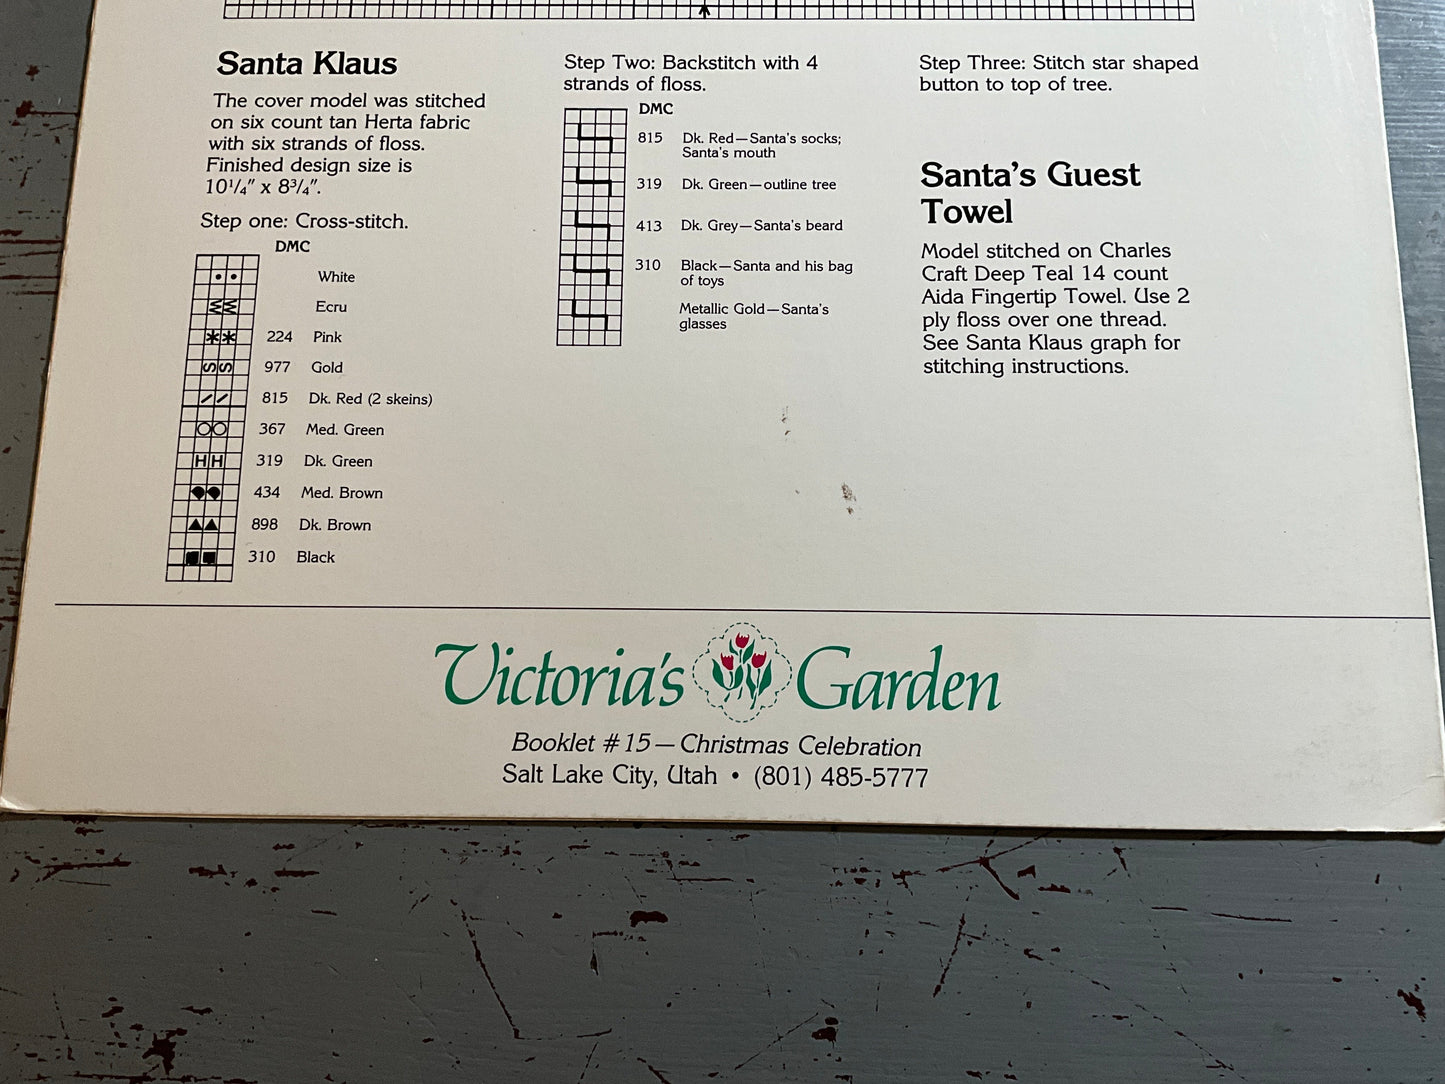 Santa Klaus
The cover model was stitched
on six count tan Herta fabric
with six strands of floss.
Finished design size is
10¼" x 8¾".
Step one: Cross-stitch.
DMC
White
Ecru
224 Pink
977 Gold
815 Dk. Red (2 skeins)
367 Med. Green
HH 319 Dk. Green
434 Med. Brown
898 Dk. Brown
310 Black
Step Two: Backstitch with 4
strands of floss.
DMC
815 Dk. Red—Santa's socks;
Santa's mouth
319 Dk. Green—outline tree
413 Dk. Grey—Santa's beard
310 Black—Santa and his bag
of toys
Metallic Gold—Santa's
glasses
Step Three: Stitch star shaped
button to top of tree.
Santa's Guest
Towel
Model stitched on Charles
Craft Deep Teal 14 count
Aida Fingertip Towel. Use 2
ply floss over one thread.
See Santa Klaus graph for
stitching instructions.
Victoria's Garden
Booklet #15—Christmas Celebration
Salt Lake City, Utah • (801) 485-5777